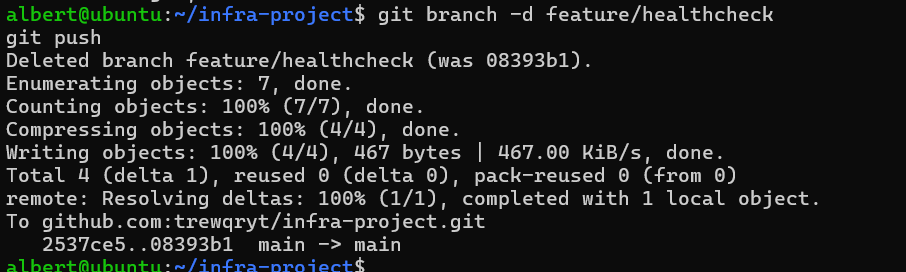 albert@ubuntu:~/infra-project$ git branch -d feature/healthcheck
git push
Deleted branch feature/healthcheck (was 08393b1).
Enumerating objects: 7, done.
Counting objects: 100% (7/7), done.
Compressing objects: 100% (4/4), done.
Writing objects: 100% (4/4), 467 bytes | 467.00 KiB/s, done.
Total 4 (delta 1), reused 0 (delta 0), pack-reused 0 (from 0)
remote: Resolving deltas: 100% (1/1), completed with 1 local object.
To github.com:trewqryt/infra-project.git
   2537ce5..08393b1  main -> main
albert@ubuntu:~/infra-project$